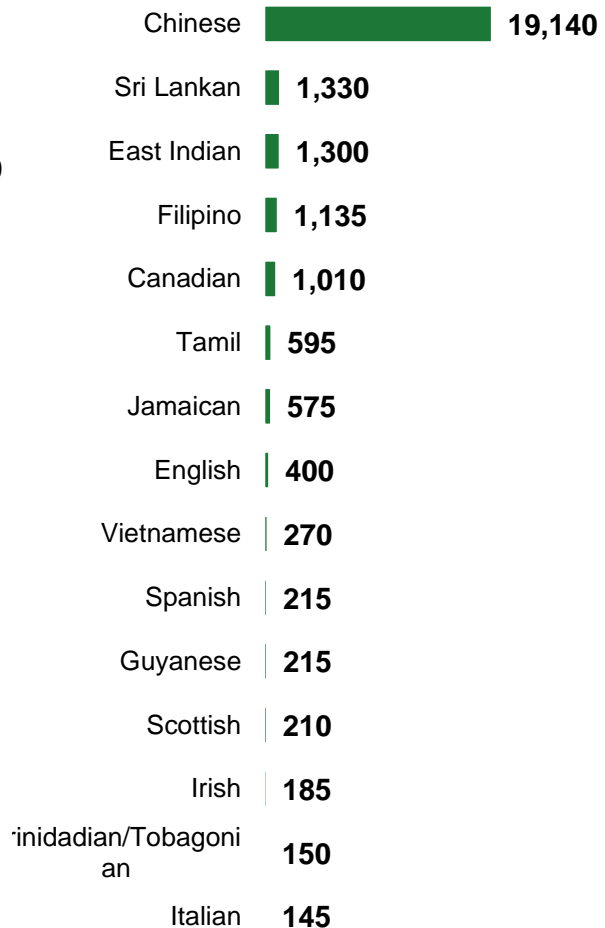 Chinese 19,140
Sri Lankan 1,330
East Indian 1,300
Filipino 1,135
Canadian 1,010
Tamil 595
Jamaican 575
English 400
Vietnamese 270
Spanish 215
Guyanese 215
Scottish 210
Irish 185
rinidadian/Tobagoni
an 150
Italian 145